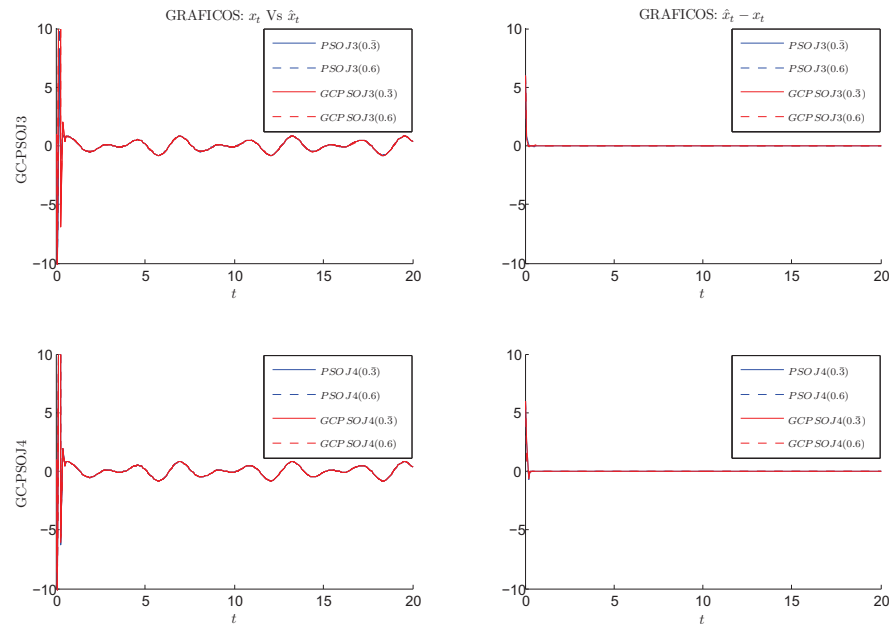 GRAFICOS: x_t Vs x̂_t
10
5
0
−5
−10
GC-PSOJ3
0 5 10 15 20
t
PSOJ3(0.3̄)
PSOJ3(0.6)
GCPSOJ3(0.3̄)
GCPSOJ3(0.6)
GRAFICOS: x̂_t − x_t
10
5
0
−5
−10
0 5 10 15 20
t
PSOJ3(0.3̄)
PSOJ3(0.6)
GCPSOJ3(0.3̄)
GCPSOJ3(0.6)
10
5
0
−5
−10
GC-PSOJ4
0 5 10 15 20
t
PSOJ4(0.3̄)
PSOJ4(0.6)
GCPSOJ4(0.3̄)
GCPSOJ4(0.6)
10
5
0
−5
−10
0 5 10 15 20
t
PSOJ4(0.3̄)
PSOJ4(0.6)
GCPSOJ4(0.3̄)
GCPSOJ4(0.6)